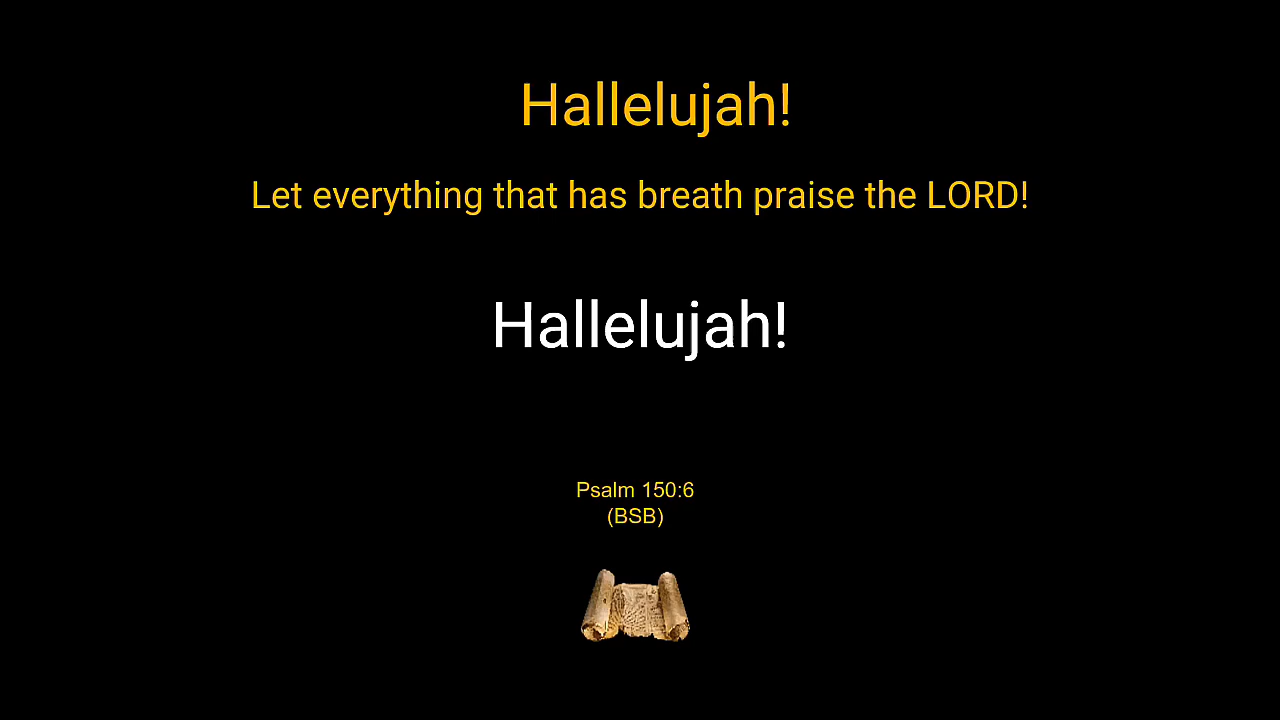 Hallelujah!
Let everything that has breath praise the LORD!
Hallelujah!
Psalm 150:6
(BSB)